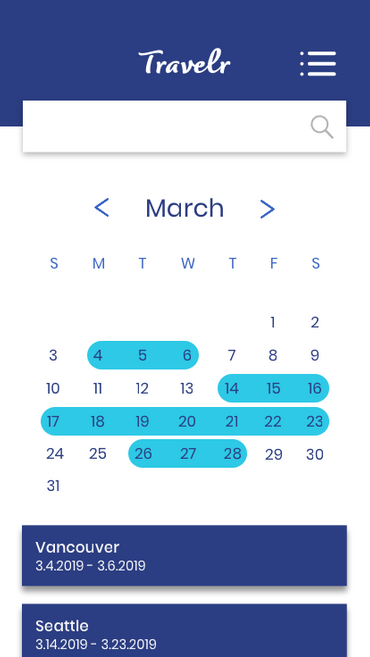 Travelr
< March >
S M T W T F S
1 2
3 4 5 6 7 8 9
10 11 12 13 14 15 16
17 18 19 20 21 22 23
24 25 26 27 28 29 30
31
Vancouver
3.4.2019 - 3.6.2019
Seattle
3.14.2019 - 3.23.2019